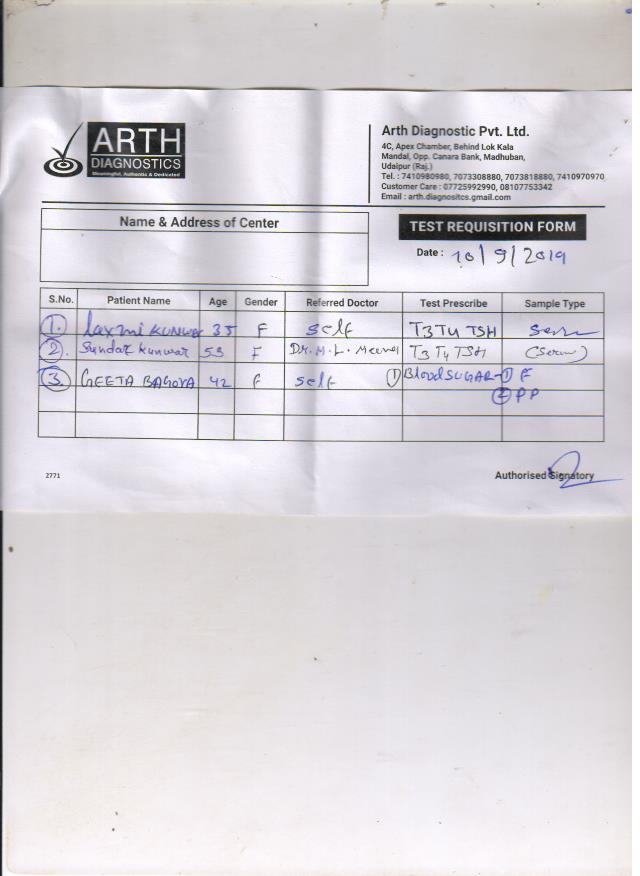 ARTH
DIAGNOSTICS
Meaningful, Authentic & Dedicated
Arth Diagnostic Pvt. Ltd.
4C, Apex Chamber, Behind Lok Kala
Mandal, Opp. Canara Bank, Madhuban,
Udaipur (Raj.)
Tel. : 7410980980, 7073308880, 7073818880, 7410970970
Customer Care : 07725992990, 08107753342
Email : arth.diagnositcs.gmail.com
Name & Address of Center
TEST REQUISITION FORM
Date : 10/9/2019
S.No. Patient Name Age Gender Referred Doctor Test Prescribe Sample Type
1. Laxmi KUNWAR 35 F Self T3 T4 TSH Serum
2. Sundar Kunwar 53 F Dr. M. L. T3 T4 TSH (Serum)
3. GEETA 42 F Self (1) Blood SUGAR - (1) F
(2) PP
2771
Authorised Signatory